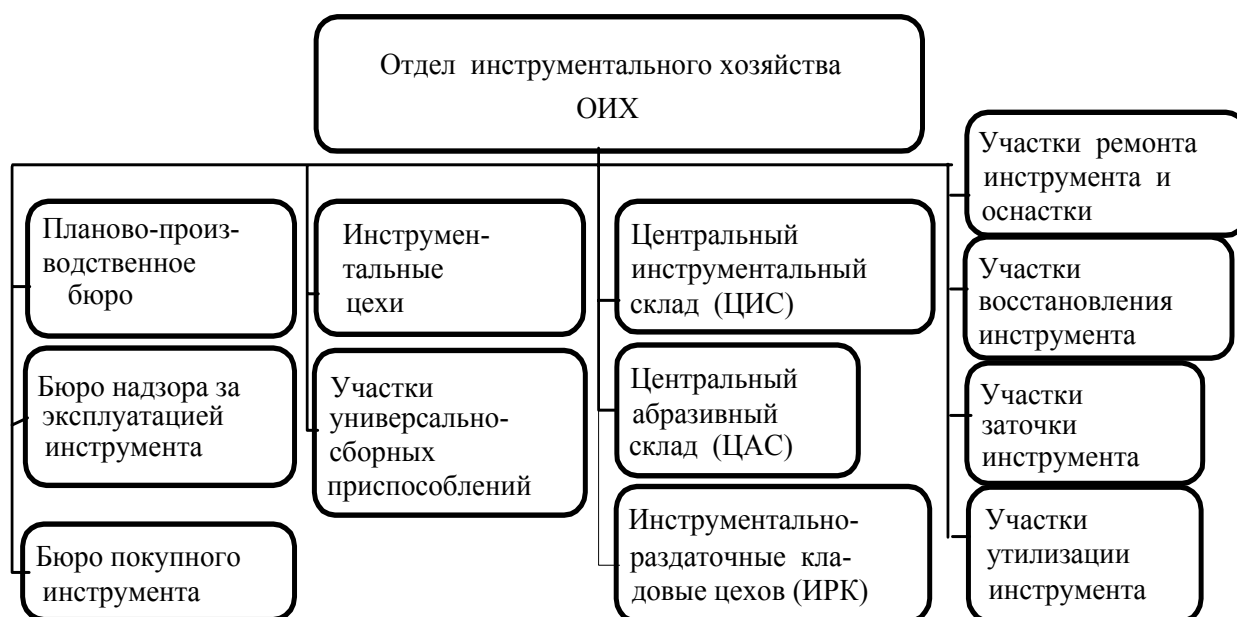 Отдел инструментального хозяйства
ОИХ
Планово-произ-
водственное
бюро
Бюро надзора за
эксплуатацией
инструмента
Бюро покупного
инструмента
Инструмен-
тальные
цехи
Участки
универсально-
сборных
приспособлений
Центральный
инструментальный
склад (ЦИС)
Центральный
абразивный
склад (ЦАС)
Инструментально-
раздаточные кла-
довые цехов (ИРК)
Участки ремонта
инструмента и
оснастки
Участки
восстановления
инструмента
Участки
заточки
инструмента
Участки
утилизации
инструмента